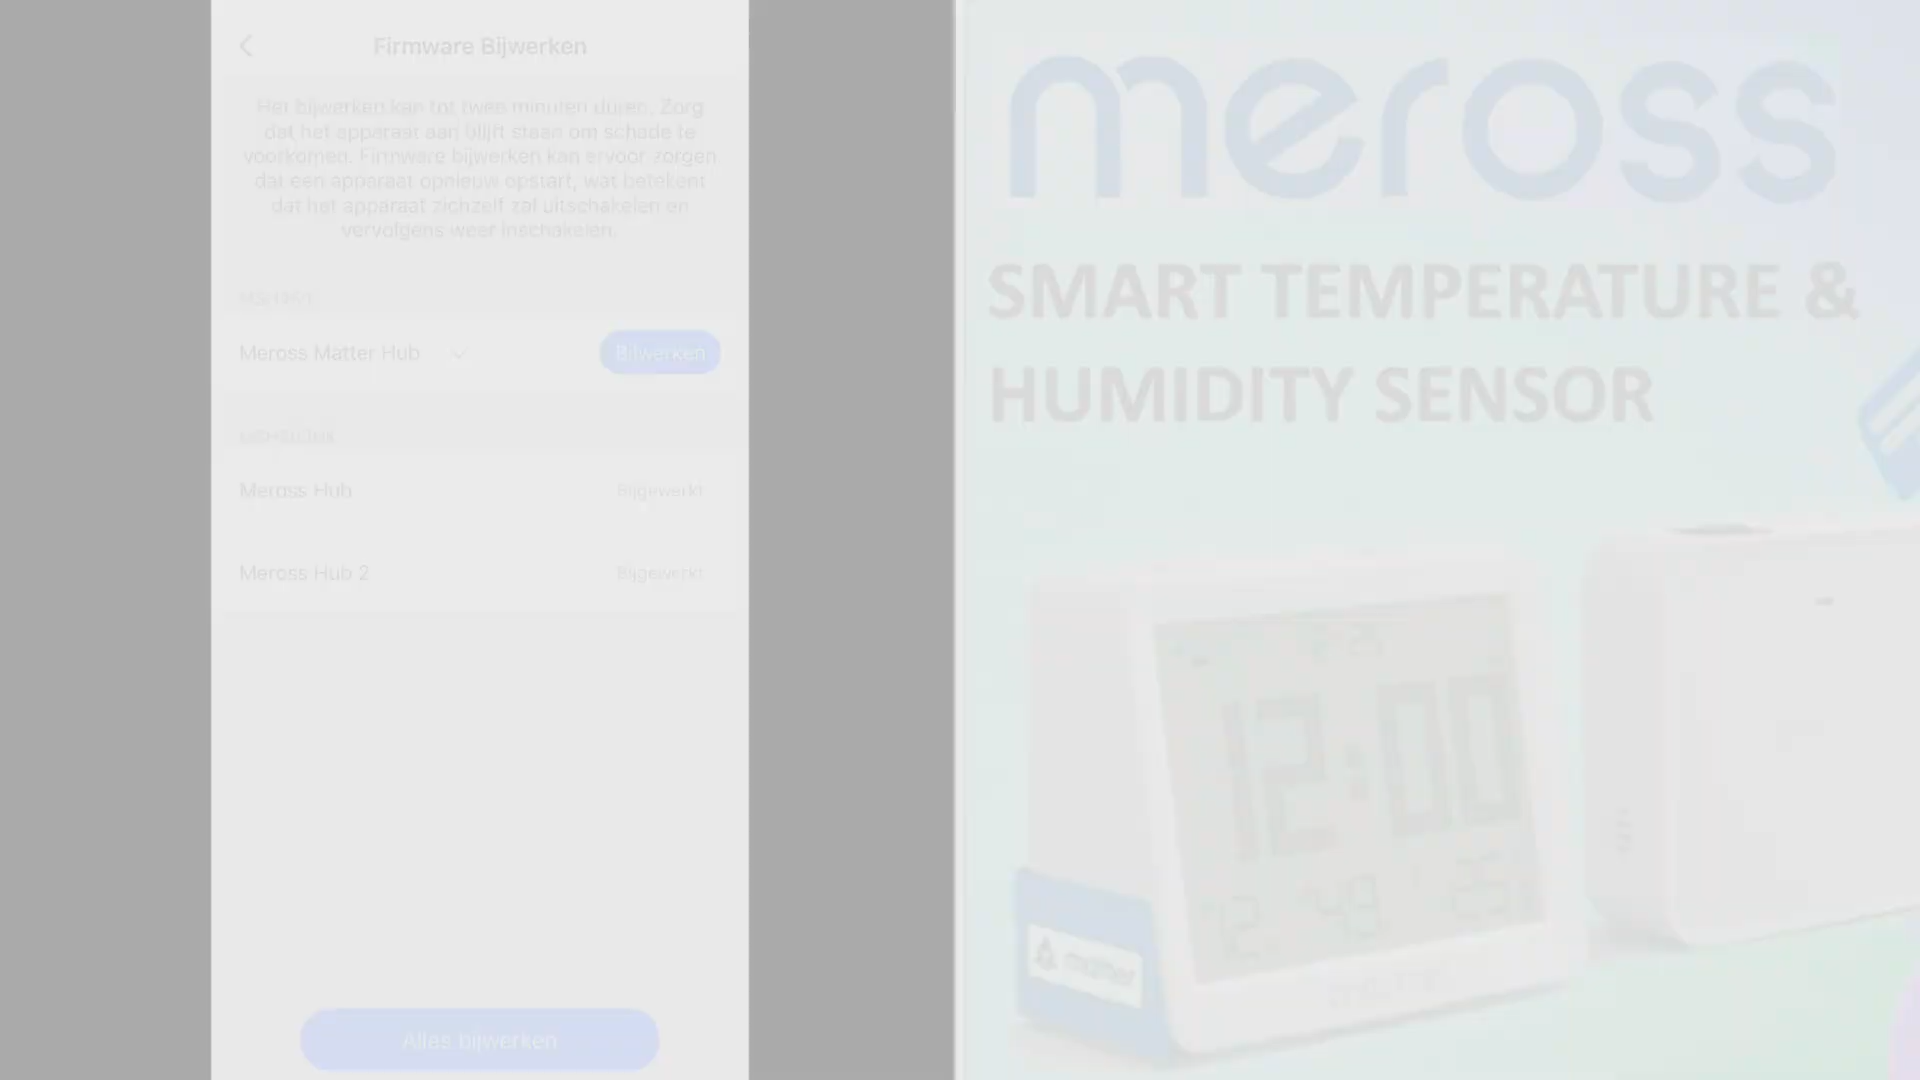 Firmware Bijwerken
Het bijwerken kan tot twee minuten duren. Zorg
dat het apparaat aan blijft staan om schade te
voorkomen. Firmware bijwerken kan ervoor zorgen
dat een apparaat opnieuw opstart, wat betekent
dat het apparaat zichzelf zal uitschakelen en
vervolgens weer inschakelen.
Meross Matter Hub
Bijwerken
Meross Hub
Bijgewerkt
Meross Hub 2
Bijgewerkt
Alles bijwerken
meross
SMART TEMPERATURE &
HUMIDITY SENSOR
12:00
matter